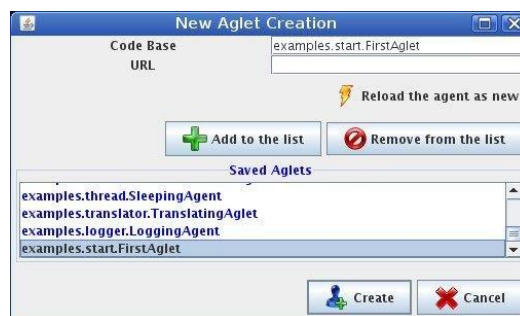 New Aglet Creation
Code Base
examples.start.FirstAglet
URL
Reload the agent as new
Add to the list
Remove from the list
Saved Aglets
examples.thread.SleepingAgent
examples.translator.TranslatingAglet
examples.logger.LoggingAgent
examples.start.FirstAglet
Create
Cancel